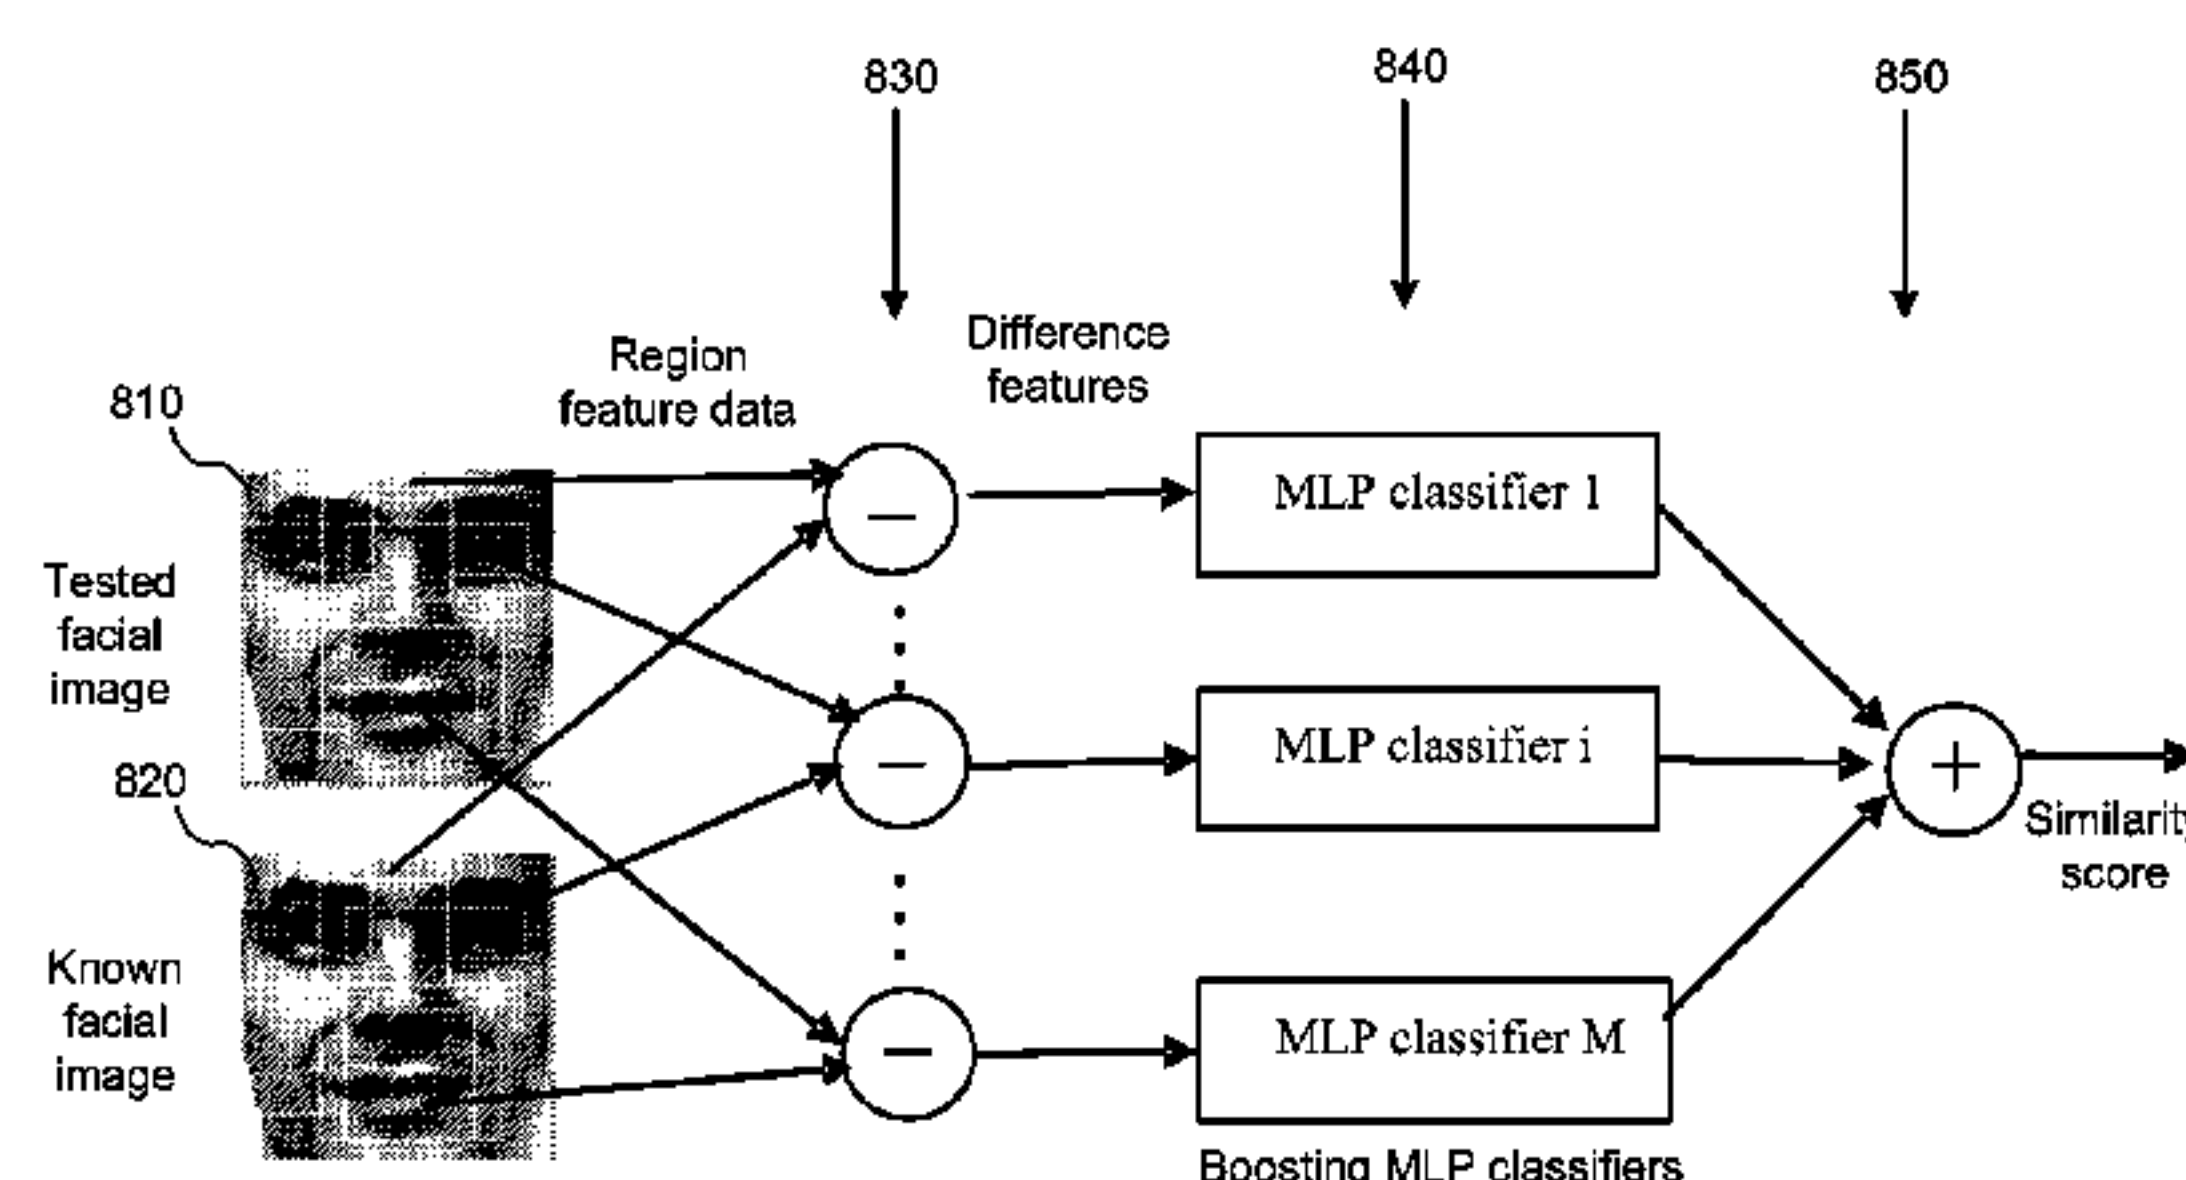 830
840
850
Region
feature data
Difference
features
810
Tested
facial
image
820
Known
facial
image
MLP classifier 1
MLP classifier i
MLP classifier M
Boosting MLP classifiers
Similarity
score